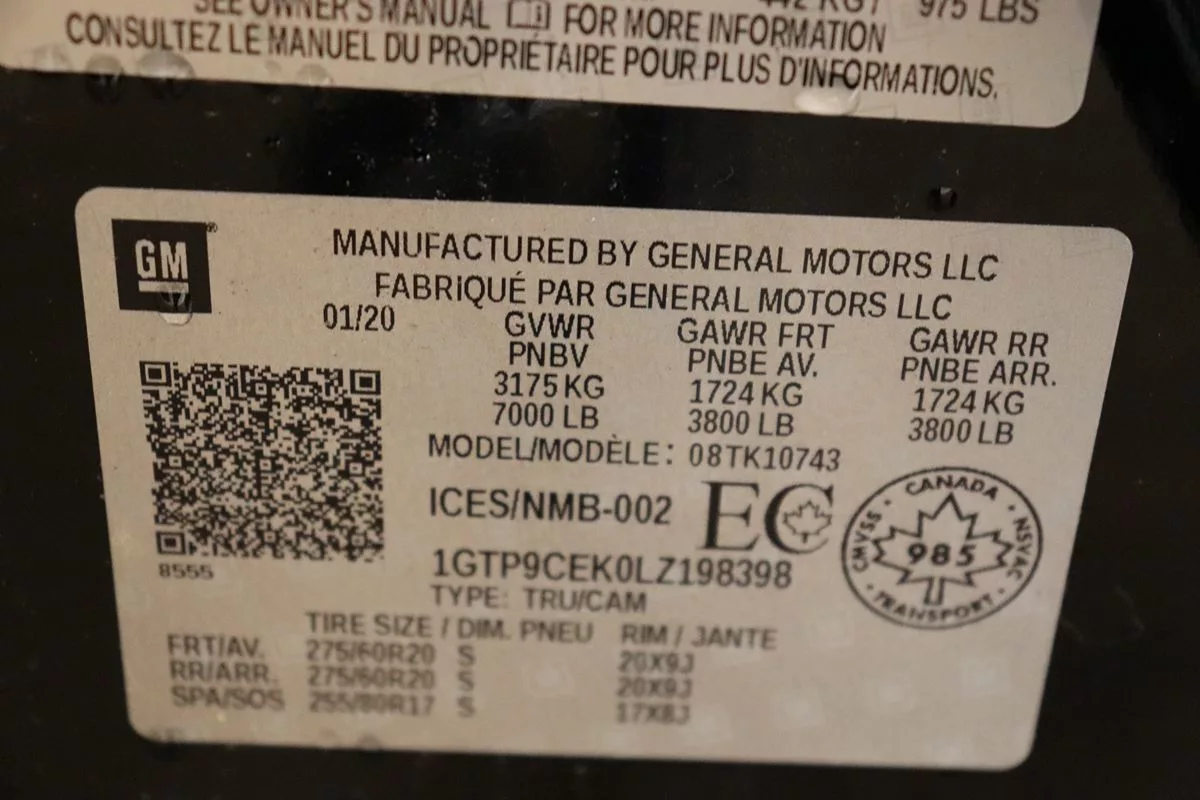 442 KG / 975 LBS
SEE OWNER'S MANUAL FOR MORE INFORMATION
CONSULTEZ LE MANUEL DU PROPRIÉTAIRE POUR PLUS D'INFORMATIONS.
GM
MANUFACTURED BY GENERAL MOTORS LLC
FABRIQUÉ PAR GENERAL MOTORS LLC
01/20 GVWR GAWR FRT GAWR RR
PNBV PNBE AV. PNBE ARR.
3175 KG 1724 KG 1724 KG
7000 LB 3800 LB 3800 LB
MODEL/MODÈLE: 08TK10743
ICES/NMB-002 EC
CANADA
CMVSS NSVAC
985
TRANSPORT
1GTP9CEK0LZ198398
8555
TYPE: TRU/CAM
TIRE SIZE / DIM. PNEU RIM / JANTE
FRT/AV. 275/60R20 S 20X9J
RR/ARR. 275/60R20 S 20X9J
SPA/SOS 255/80R17 S 17X8J